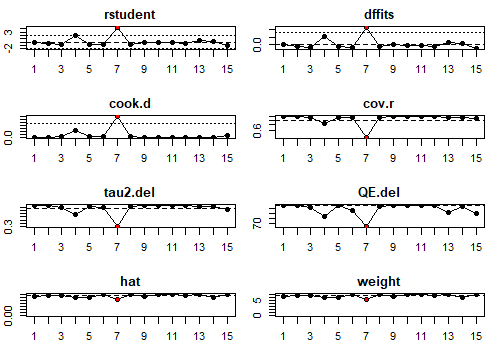 rstudent
3
-2
1 3 5 7 9 11 13 15
dffits
0.0
1 3 5 7 9 11 13 15
cook.d
0.0
1 3 5 7 9 11 13 15
cov.r
0.6
1 3 5 7 9 11 13 15
tau2.del
0.3
1 3 5 7 9 11 13 15
QE.del
70
1 3 5 7 9 11 13 15
hat
0.00
1 3 5 7 9 11 13 15
weight
5
0
1 3 5 7 9 11 13 15